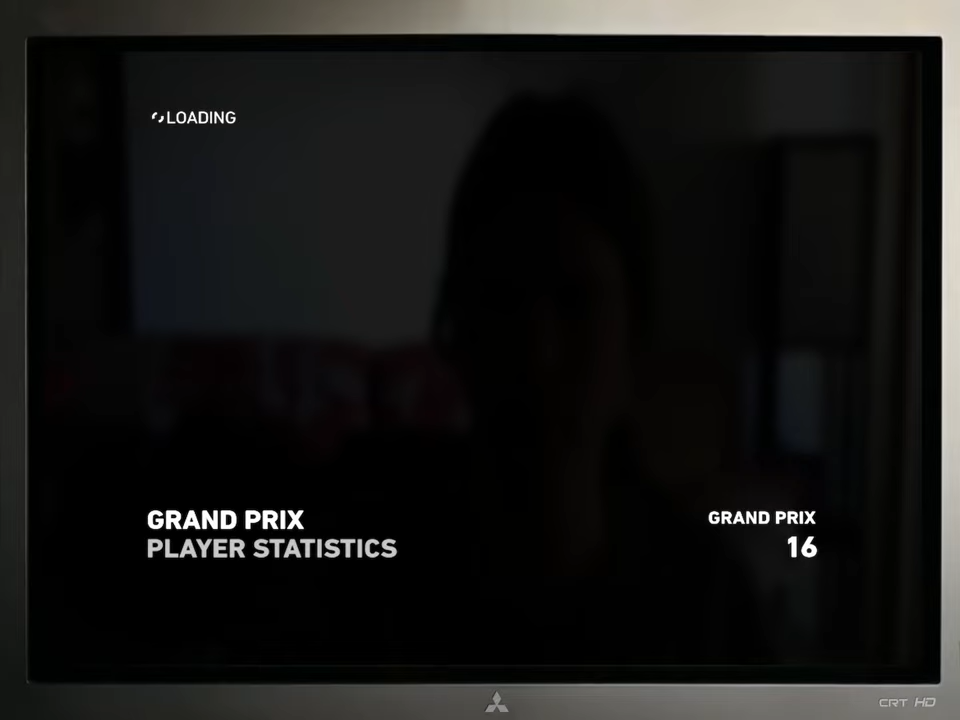 LOADING
GRAND PRIX
PLAYER STATISTICS
GRAND PRIX
16
CRT HD